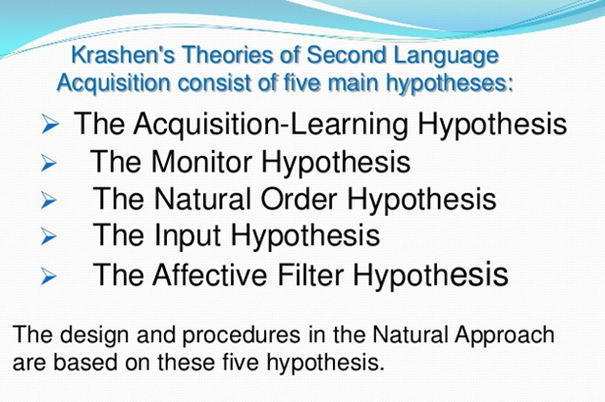 Krashen's Theories of Second Language
Acquisition consist of five main hypotheses:
➢ The Acquisition-Learning Hypothesis
➢ The Monitor Hypothesis
➢ The Natural Order Hypothesis
➢ The Input Hypothesis
➢ The Affective Filter Hypothesis
The design and procedures in the Natural Approach
are based on these five hypothesis.